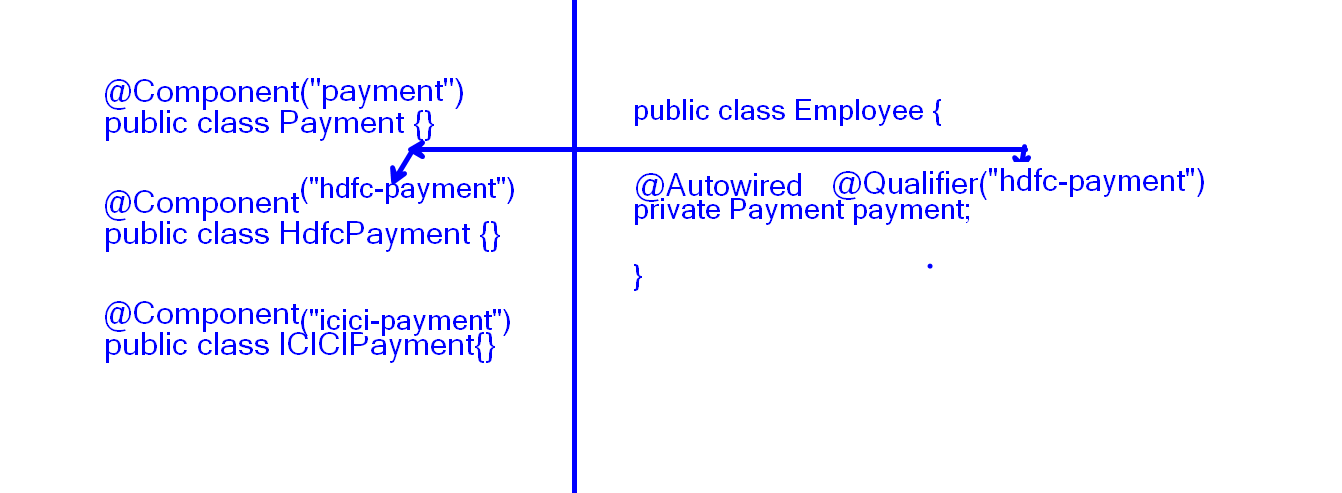 @Component("payment")
public class Payment {}
@Component("hdfc-payment")
public class HdfcPayment {}
@Component("icici-payment")
public class ICICIPayment{}
public class Employee {
@Autowired @Qualifier("hdfc-payment")
private Payment payment;
}